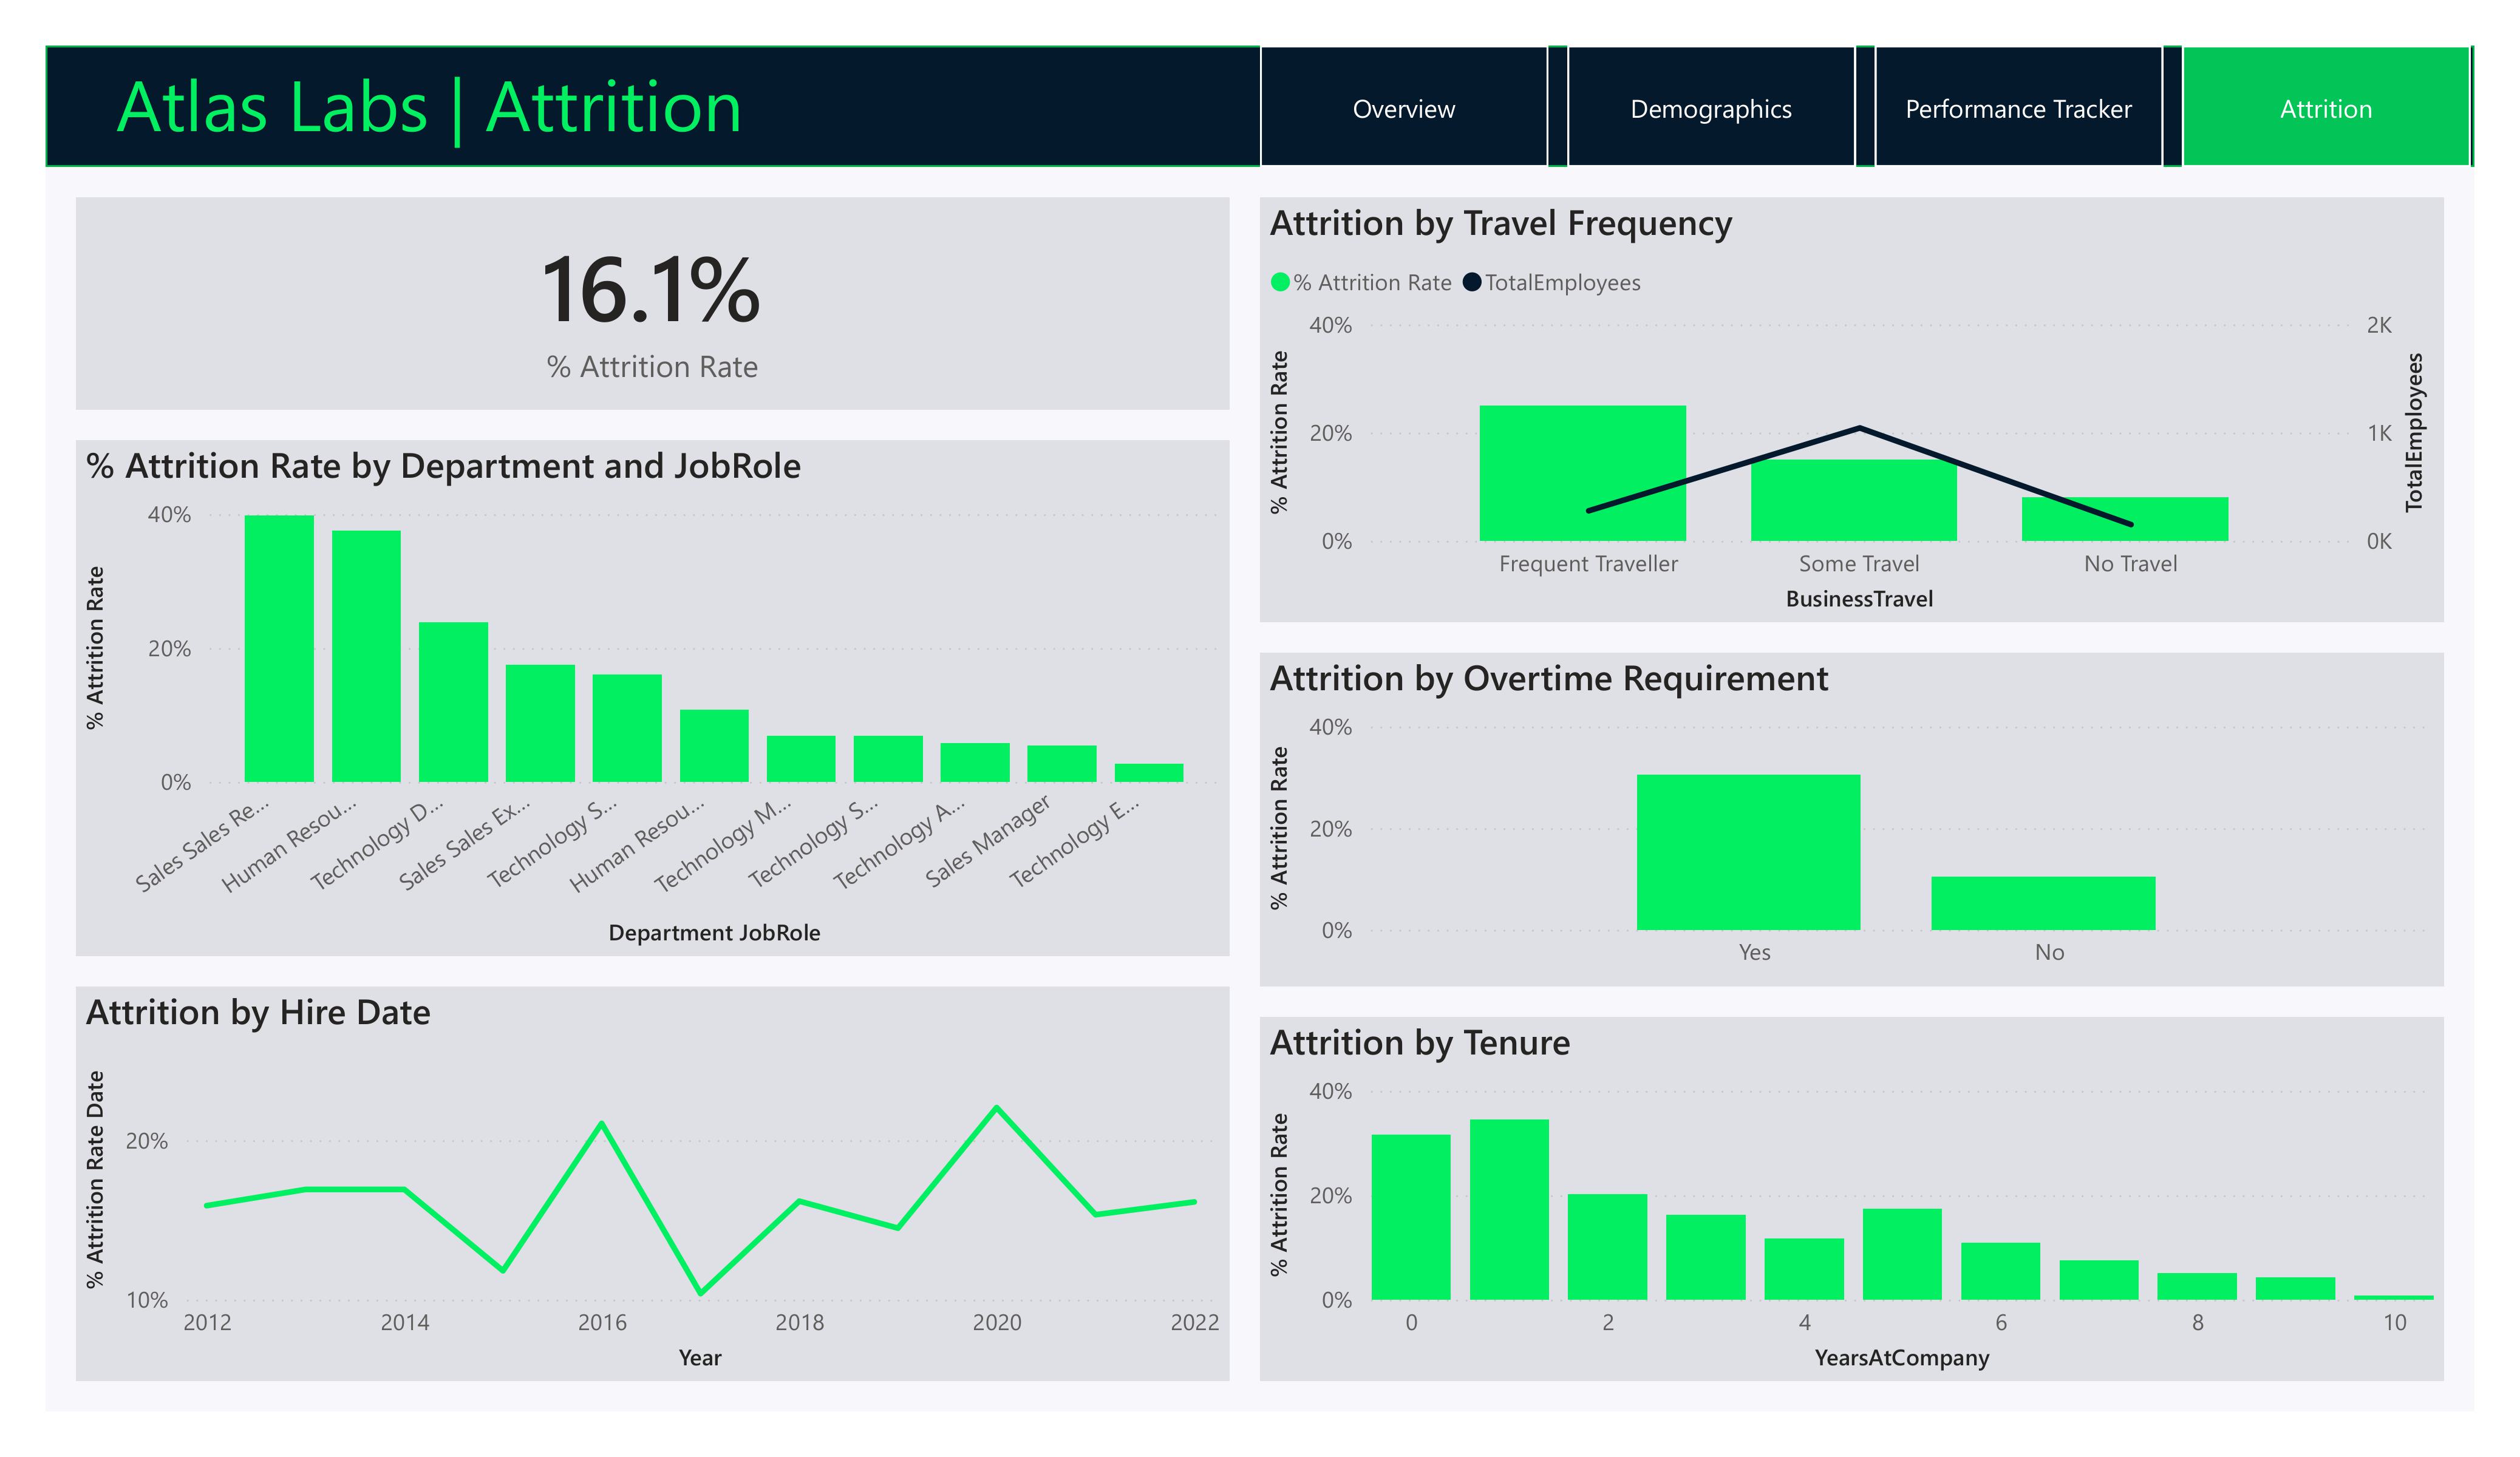 Atlas Labs | Attrition
Overview
Demographics
Performance Tracker
Attrition
16.1%
% Attrition Rate
% Attrition Rate by Department and JobRole
% Attrition Rate
40%
20%
0%
Sales Sales Re...
Human Resou...
Technology D...
Sales Sales Ex...
Technology S...
Human Resou...
Technology M...
Technology S...
Technology A...
Sales Manager
Technology E...
Department JobRole
Attrition by Hire Date
% Attrition Rate Date
20%
10%
2012
2014
2016
2018
2020
2022
Year
Attrition by Travel Frequency
% Attrition Rate
TotalEmployees
% Attrition Rate
40%
20%
0%
2K
1K
0K
TotalEmployees
Frequent Traveller
Some Travel
No Travel
BusinessTravel
Attrition by Overtime Requirement
% Attrition Rate
40%
20%
0%
Yes
No
Attrition by Tenure
% Attrition Rate
40%
20%
0%
0
2
4
6
8
10
YearsAtCompany